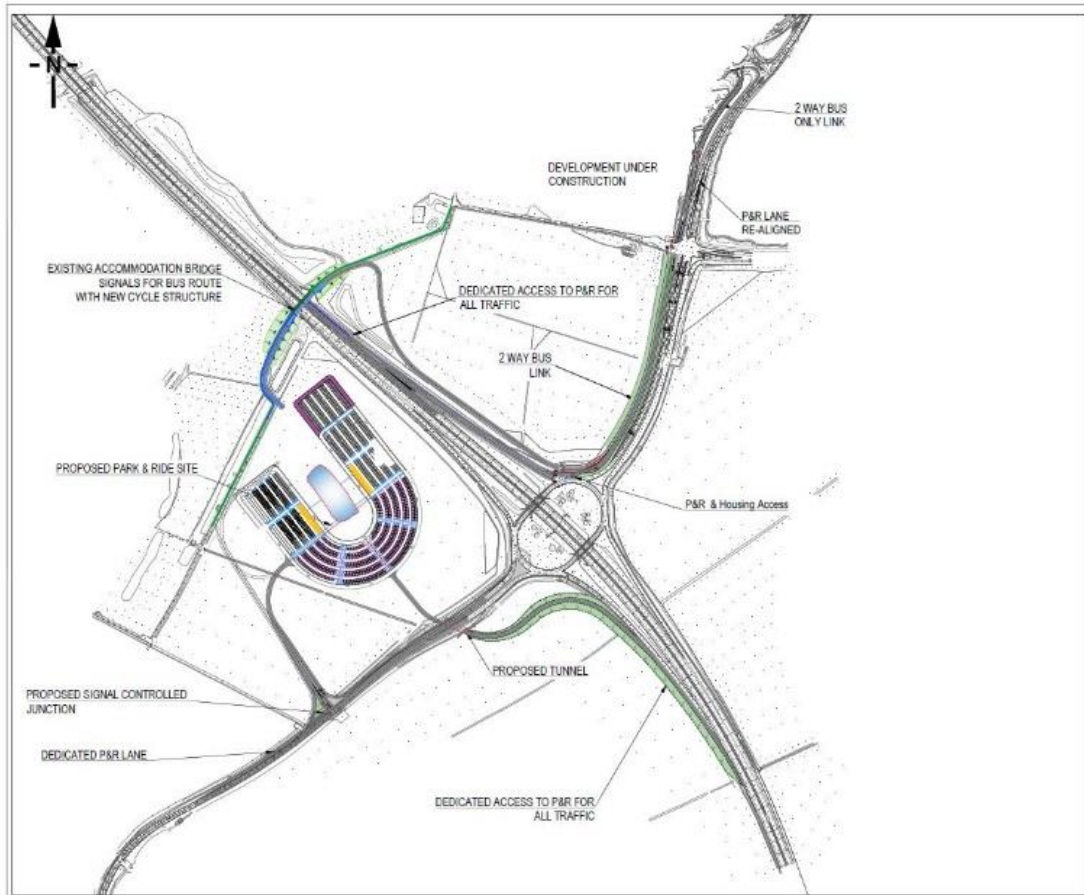 - N -
2 WAY BUS
ONLY LINK
DEVELOPMENT UNDER
CONSTRUCTION
P&R LANE
RE-ALIGNED
EXISTING ACCOMMODATION BRIDGE
SIGNALS FOR BUS ROUTE
WITH NEW CYCLE STRUCTURE
DEDICATED ACCESS TO P&R FOR
ALL TRAFFIC
2 WAY BUS
LINK
PROPOSED PARK & RIDE SITE
P&R & Housing Access
PROPOSED TUNNEL
PROPOSED SIGNAL CONTROLLED
JUNCTION
DEDICATED P&R LANE
DEDICATED ACCESS TO P&R FOR
ALL TRAFFIC